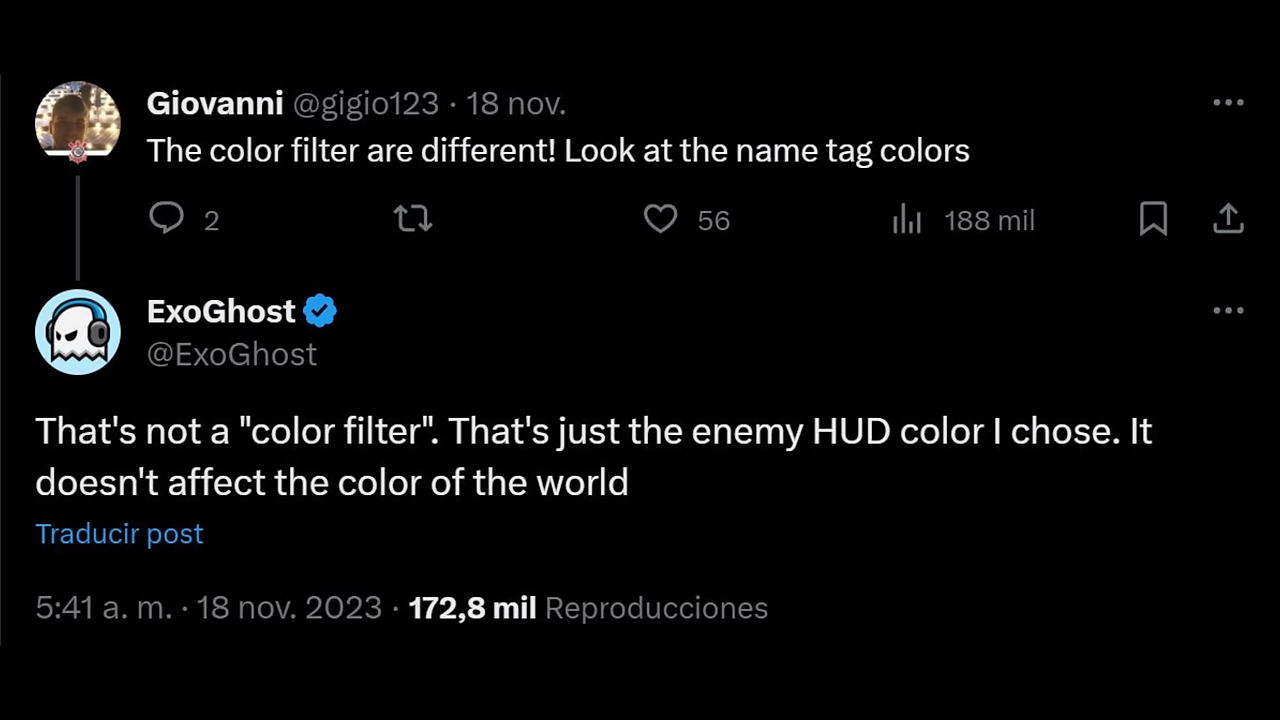 Giovanni @gigio123 · 18 nov.
The color filter are different! Look at the name tag colors
2 56 188 mil
ExoGhost
@ExoGhost
That's not a "color filter". That's just the enemy HUD color I chose. It
doesn't affect the color of the world
Traducir post
5:41 a. m. · 18 nov. 2023 · 172,8 mil Reproducciones